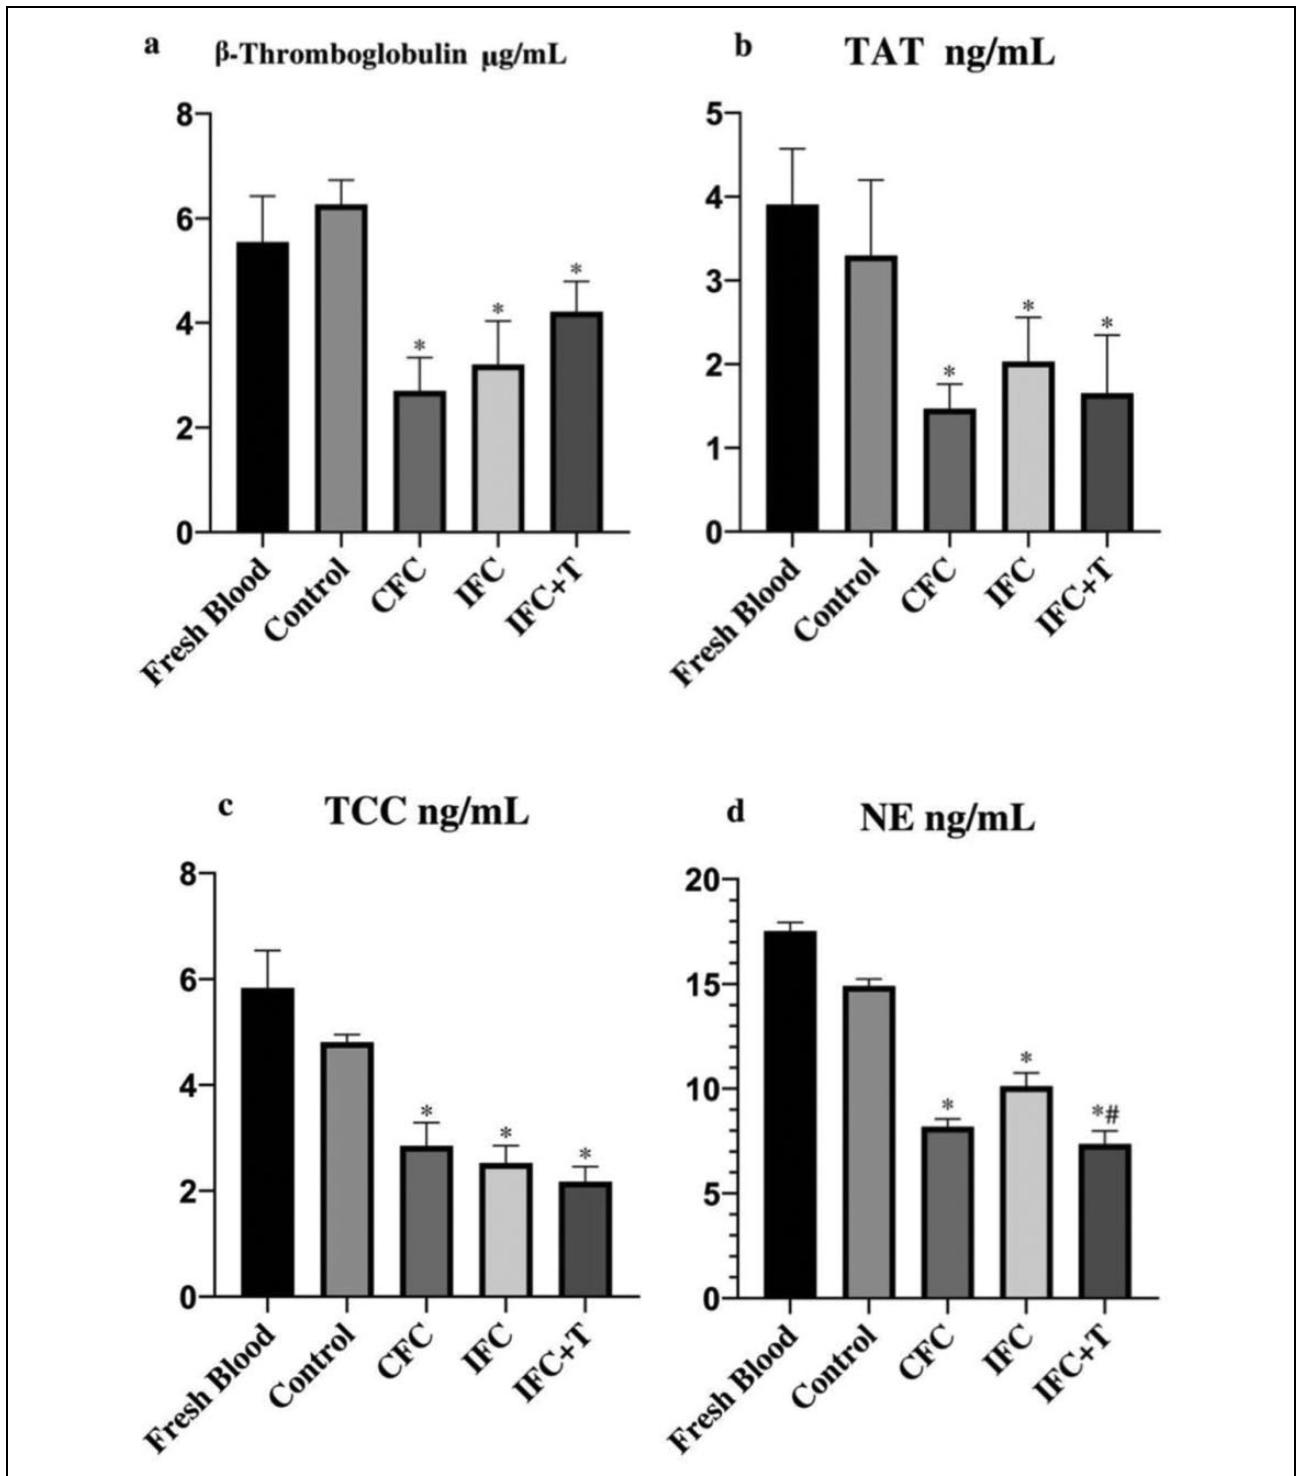 a β-Thromboglobulin μg/mL
8
6
4
2
0
*
*
*
Fresh Blood
Control
CFC
IFC
IFC+T
b TAT ng/mL
5
4
3
2
1
0
*
*
*
Fresh Blood
Control
CFC
IFC
IFC+T
c TCC ng/mL
8
6
4
2
0
*
*
*
Fresh Blood
Control
CFC
IFC
IFC+T
d NE ng/mL
20
15
10
5
0
*
*
*#
Fresh Blood
Control
CFC
IFC
IFC+T